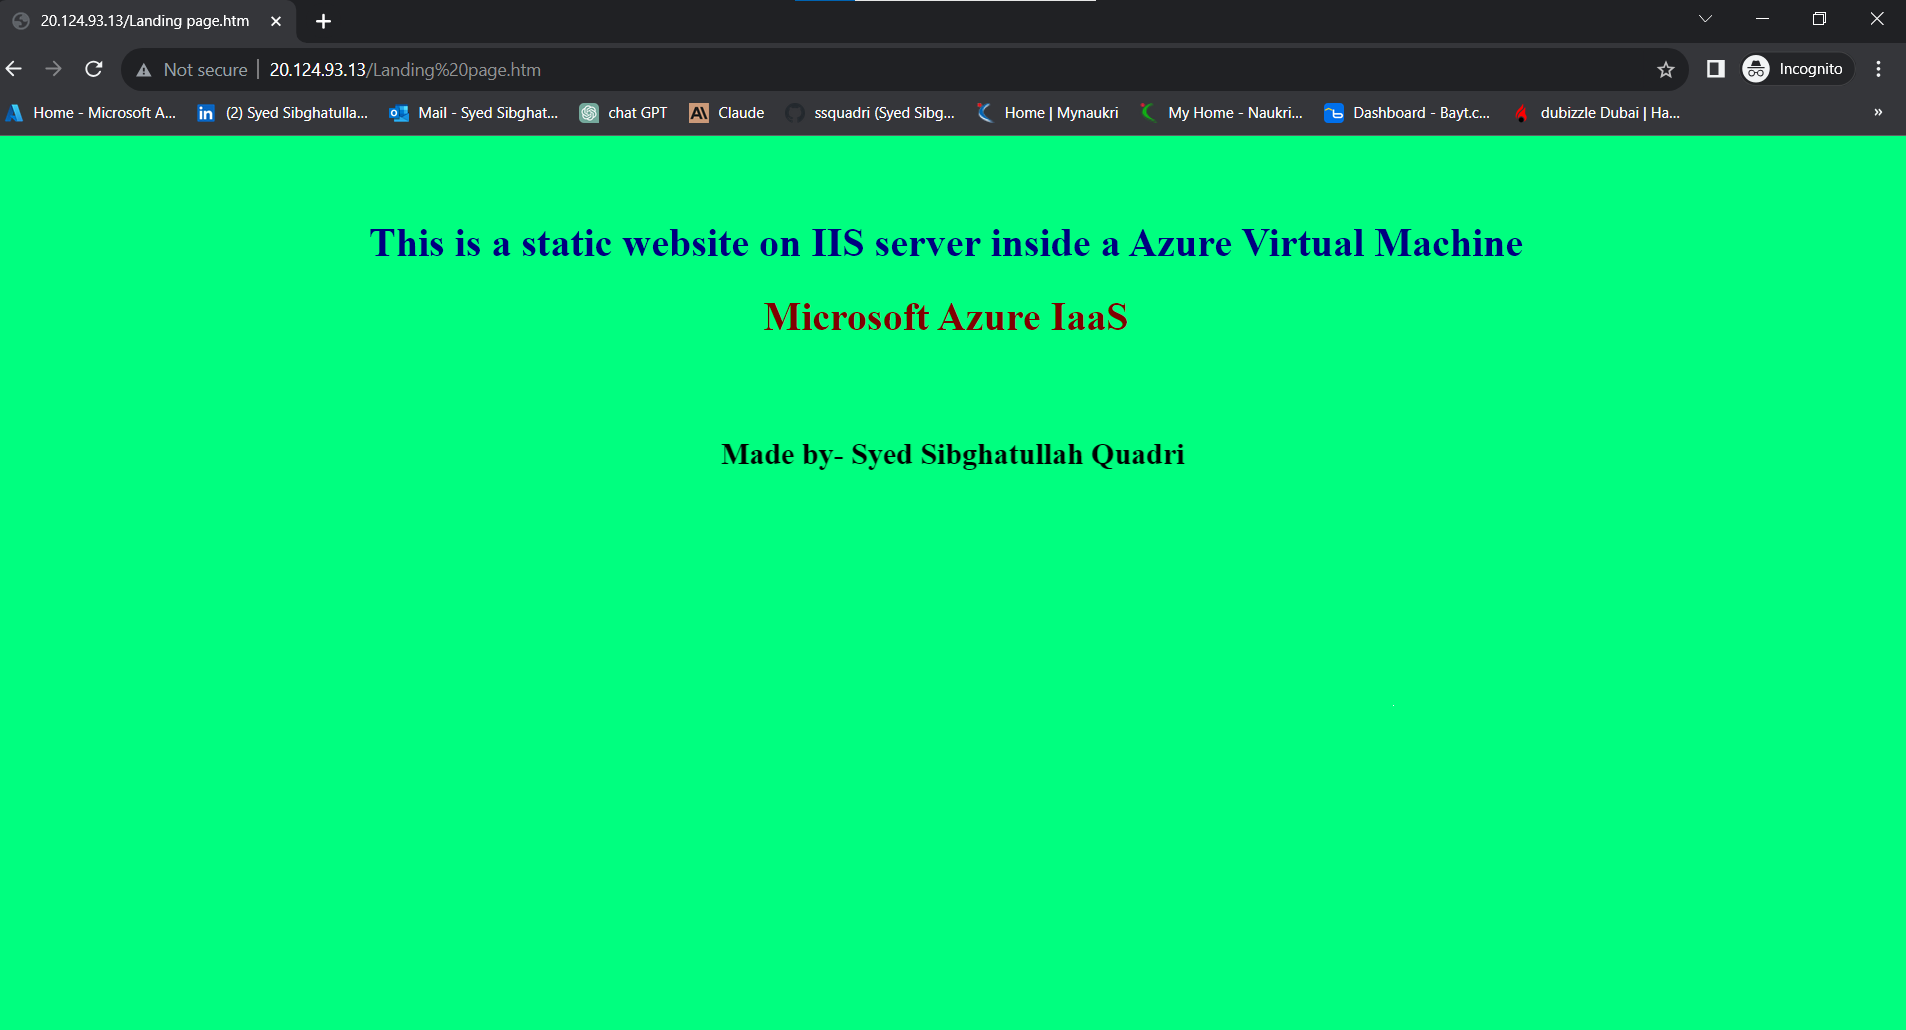 20.124.93.13/Landing page.htm
Not secure | 20.124.93.13/Landing%20page.htm
Incognito
Home - Microsoft A... (2) Syed Sibghatulla... Mail - Syed Sibghat... chat GPT Claude ssquadri (Syed Sibg... Home | Mynaukri My Home - Naukri... Dashboard - Bayt.c... dubizzle Dubai | Ha... »
This is a static website on IIS server inside a Azure Virtual Machine
Microsoft Azure IaaS
Made by- Syed Sibghatullah Quadri